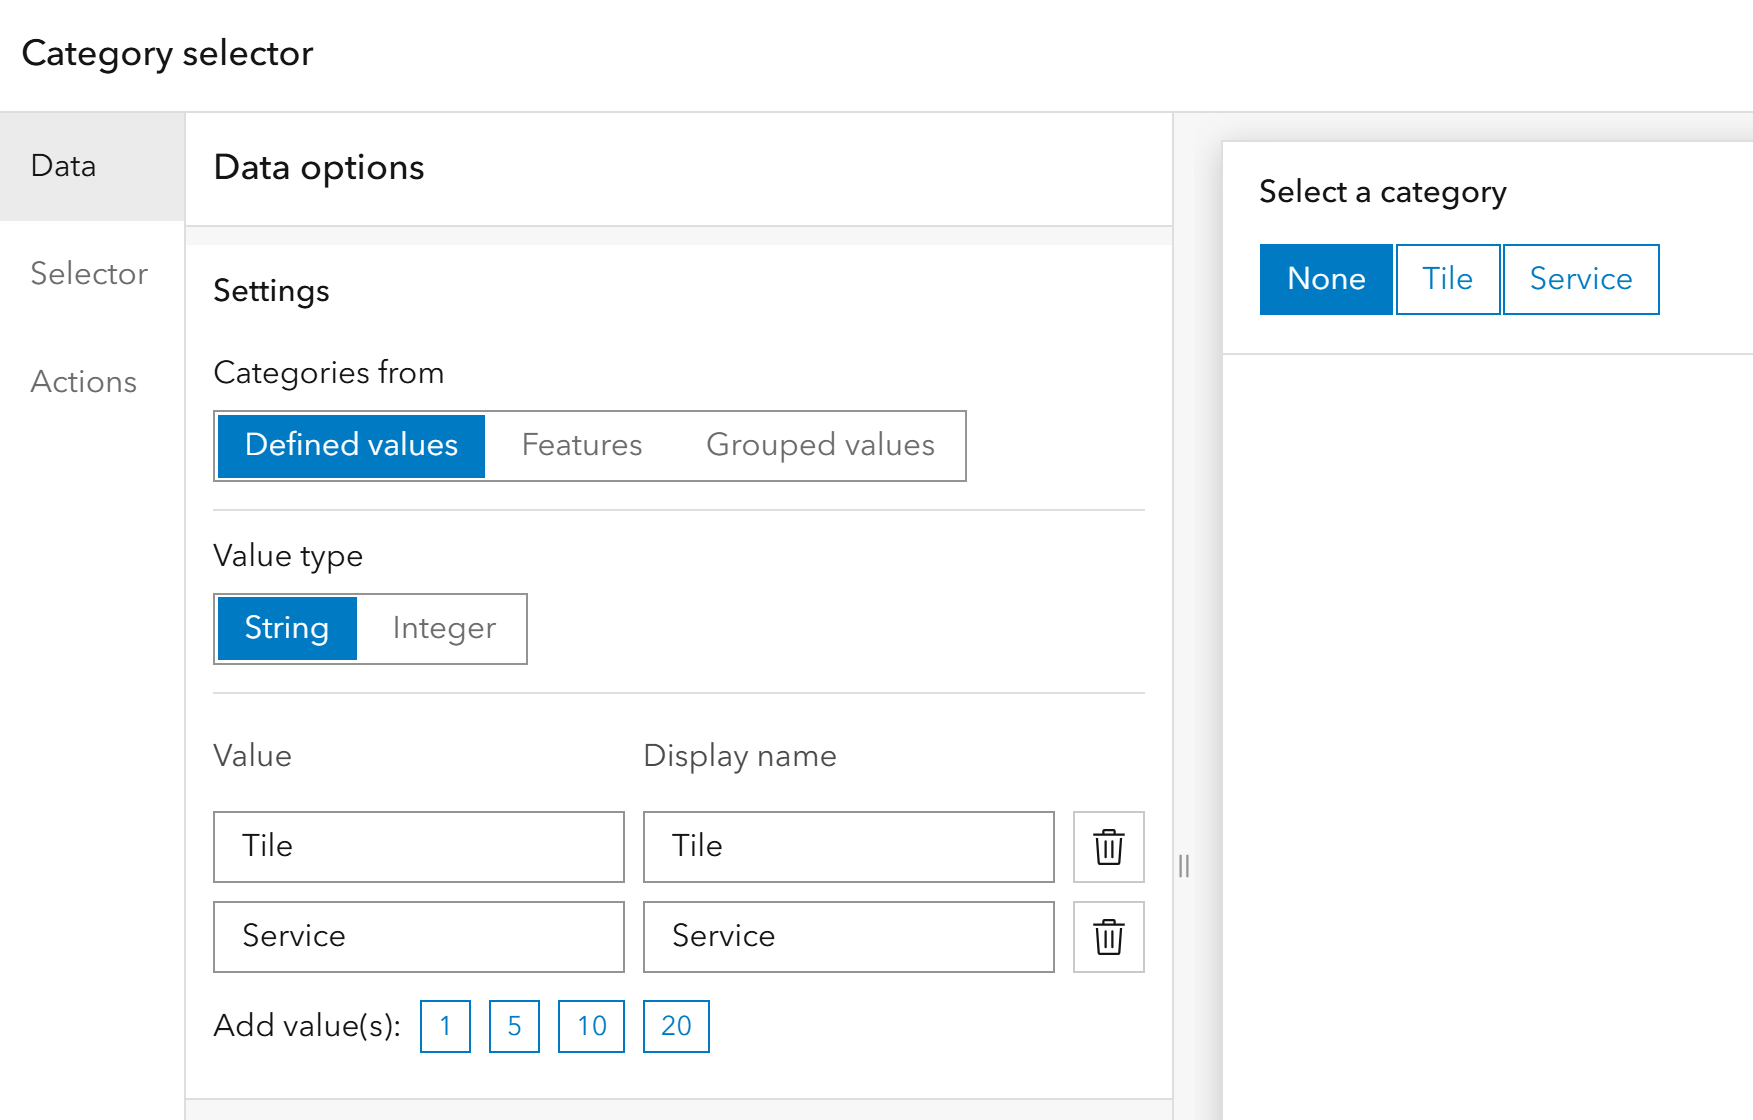 Category selector
Data
Selector
Actions
Data options
Settings
Categories from
Defined values Features Grouped values
Value type
String Integer
Value Display name
Tile Tile
Service Service
Add value(s): 1 5 10 20
Select a category
None Tile Service